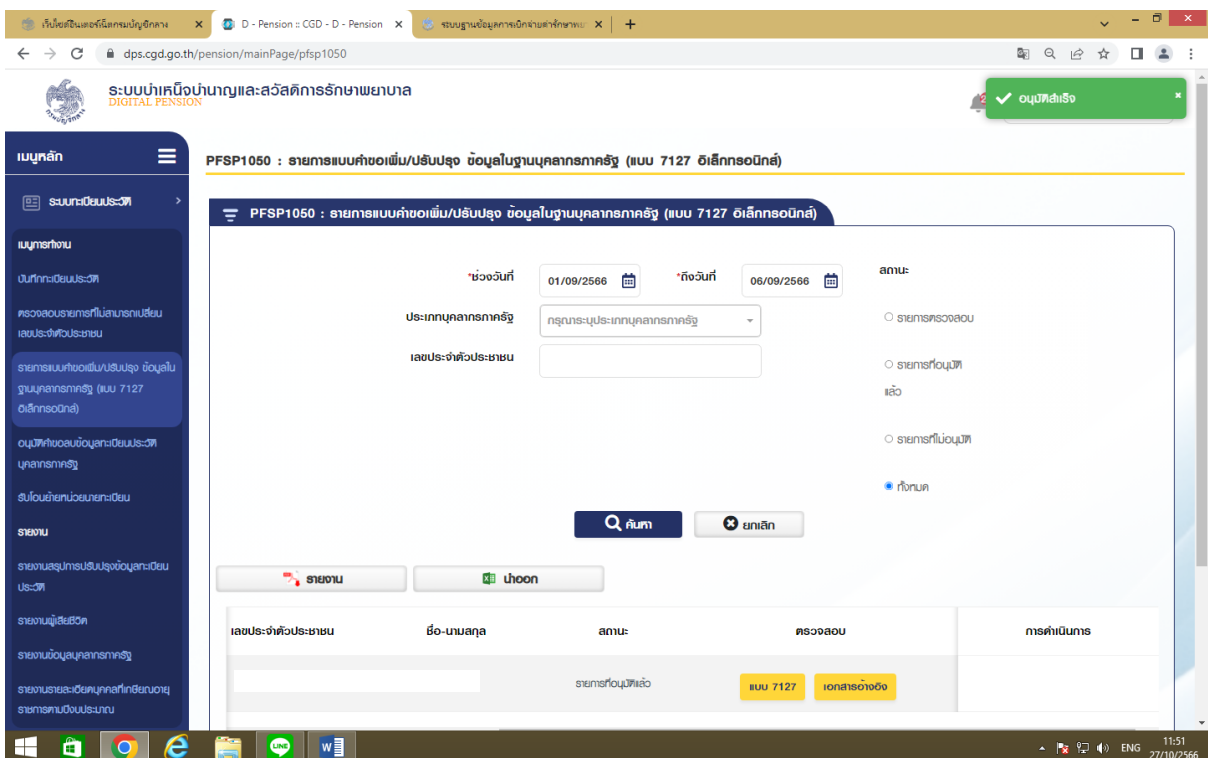 เว็บไซต์อินเตอร์เน็ตกรมบัญชีกลาง
D - Pension :: CGD - D - Pension
ระบบฐานข้อมูลการเบิกจ่ายค่ารักษาพยา
dps.cgd.go.th/pension/mainPage/pfsp1050
ระบบบำเหน็จบำนาญและสวัสดิการรักษาพยาบาล
DIGITAL PENSION
อนุมัติสำเร็จ
เมนูหลัก
PFSP1050 : รายการแบบคำขอเพิ่ม/ปรับปรุง ข้อมูลในฐานบุคลากรภาครัฐ (แบบ 7127 อิเล็กทรอนิกส์)
ระบบทะเบียนประวัติ
PFSP1050 : รายการแบบคำขอเพิ่ม/ปรับปรุง ข้อมูลในฐานบุคลากรภาครัฐ (แบบ 7127 อิเล็กทรอนิกส์)
เมนูการทำงาน
บันทึกทะเบียนประวัติ
ตรวจสอบรายการที่ไม่สามารถเปลี่ยน
เลขประจำตัวประชาชน
รายการแบบคำขอเพิ่ม/ปรับปรุง ข้อมูลใน
ฐานบุคลากรภาครัฐ (แบบ 7127
อิเล็กทรอนิกส์)
อนุมัติคำขอลบข้อมูลทะเบียนประวัติ
บุคลากรภาครัฐ
รับโอนย้ายหน่วยนายทะเบียน
รายงาน
รายงานสรุปการปรับปรุงข้อมูลทะเบียน
ประวัติ
รายงานผู้เสียชีวิต
รายงานข้อมูลบุคลากรภาครัฐ
รายงานรายละเอียดบุคคลที่เกษียณอายุ
ราชการตามปีงบประมาณ
*ช่วงวันที่
01/09/2566
*ถึงวันที่
06/09/2566
สถานะ
ประเภทบุคลากรภาครัฐ
กรุณาระบุประเภทบุคลากรภาครัฐ
รายการตรวจสอบ
เลขประจำตัวประชาชน
รายการที่อนุมัติ
แล้ว
รายการที่ไม่อนุมัติ
ทั้งหมด
ค้นหา
ยกเลิก
รายงาน
นำออก
เลขประจำตัวประชาชน
ชื่อ-นามสกุล
สถานะ
ตรวจสอบ
การดำเนินการ
รายการที่อนุมัติแล้ว
แบบ 7127
เอกสารอ้างอิง
ENG
11:51
27/10/2566